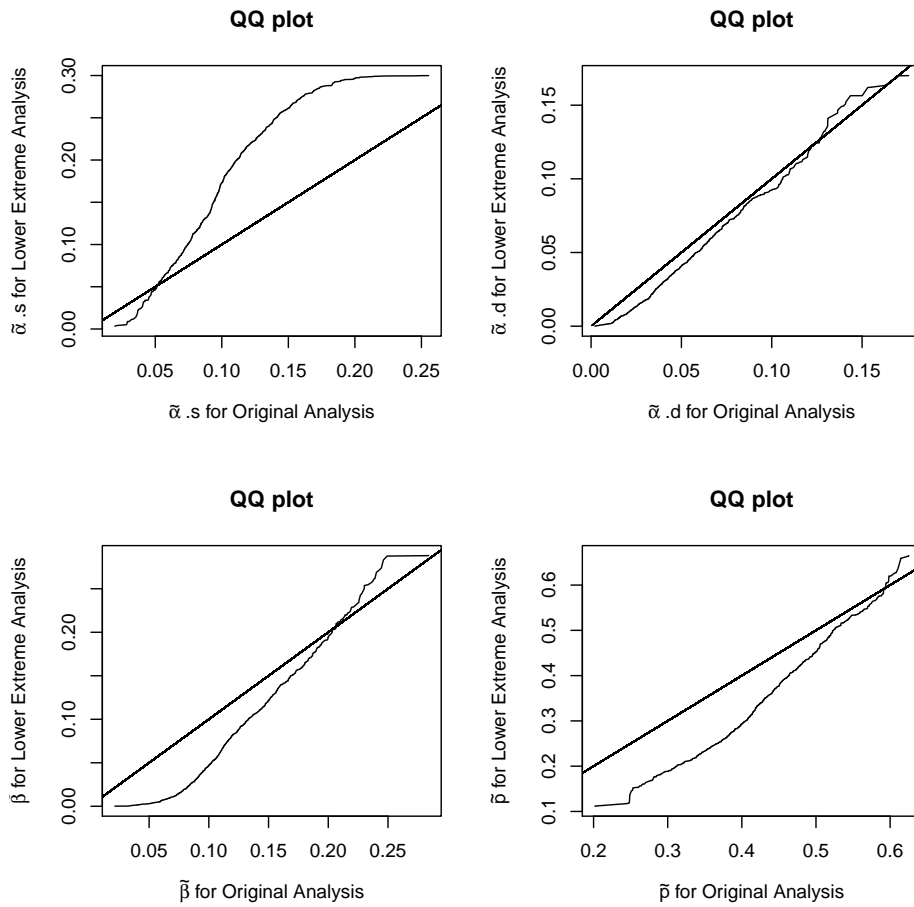 QQ plot
α̃ .s for Lower Extreme Analysis
0.00 0.10 0.20 0.30
0.05 0.10 0.15 0.20 0.25
α̃ .s for Original Analysis
QQ plot
α̃ .d for Lower Extreme Analysis
0.00 0.05 0.10 0.15
0.00 0.05 0.10 0.15
α̃ .d for Original Analysis
QQ plot
β̃ for Lower Extreme Analysis
0.00 0.10 0.20
0.05 0.10 0.15 0.20 0.25
β̃ for Original Analysis
QQ plot
p̃ for Lower Extreme Analysis
0.1 0.2 0.3 0.4 0.5 0.6
0.2 0.3 0.4 0.5 0.6
p̃ for Original Analysis